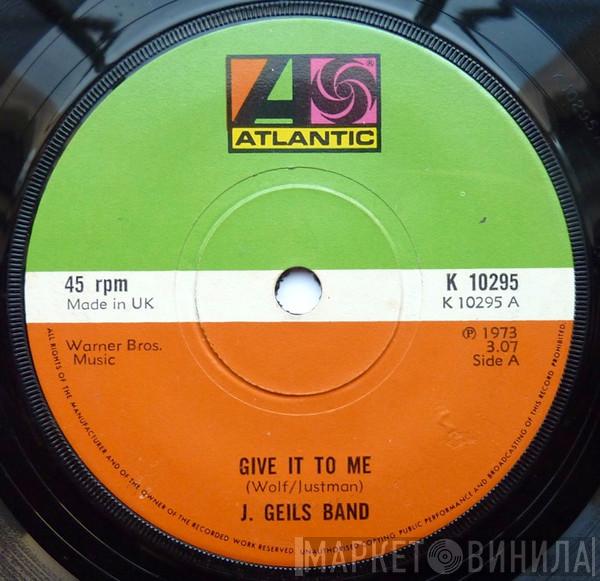 ATLANTIC
45 rpm
Made in UK
K 10295
K 10295 A
Warner Bros.
Music
℗ 1973
3.07
Side A
GIVE IT TO ME
(Wolf/Justman)
J. GEILS BAND
ALL RIGHTS OF THE MANUFACTURER AND OF THE OWNER OF THE RECORDED WORK RESERVED. UNAUTHORISED COPYING, PUBLIC PERFORMANCE AND BROADCASTING OF THIS RECORD PROHIBITED.
МАРКЕТ ВИНИЛА